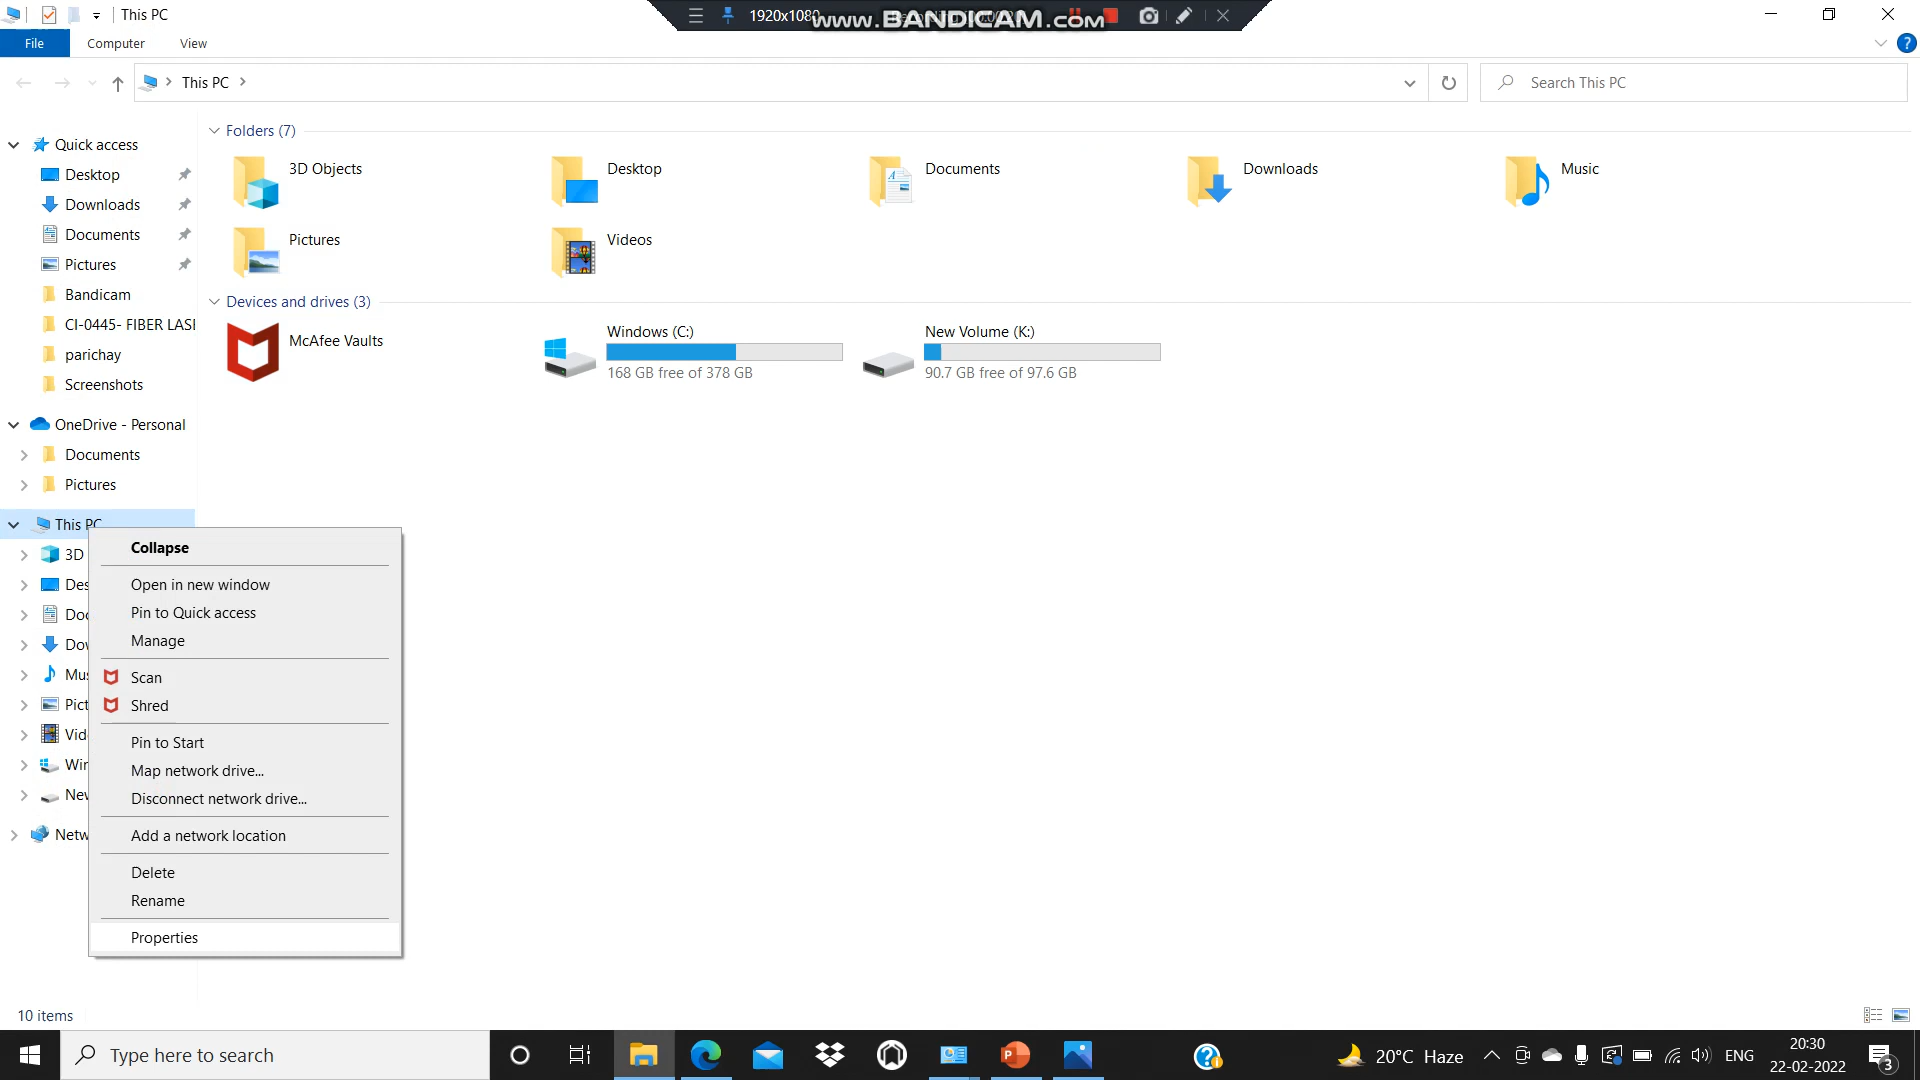 This PC
1920x1080
www.BANDICAM.com
File
Computer
View
This PC
Search This PC
Quick access
Desktop
Downloads
Documents
Pictures
Bandicam
CI-0445- FIBER LASI
parichay
Screenshots
OneDrive - Personal
Documents
Pictures
This PC
3D
Des
Doc
Dow
Mus
Pict
Vid
Win
New
Netw
Folders (7)
3D Objects
Desktop
Documents
Downloads
Music
Pictures
Videos
Devices and drives (3)
McAfee Vaults
Windows (C:)
168 GB free of 378 GB
New Volume (K:)
90.7 GB free of 97.6 GB
Collapse
Open in new window
Pin to Quick access
Manage
Scan
Shred
Pin to Start
Map network drive...
Disconnect network drive...
Add a network location
Delete
Rename
Properties
10 items
Type here to search
20°C Haze
ENG
20:30
22-02-2022
3